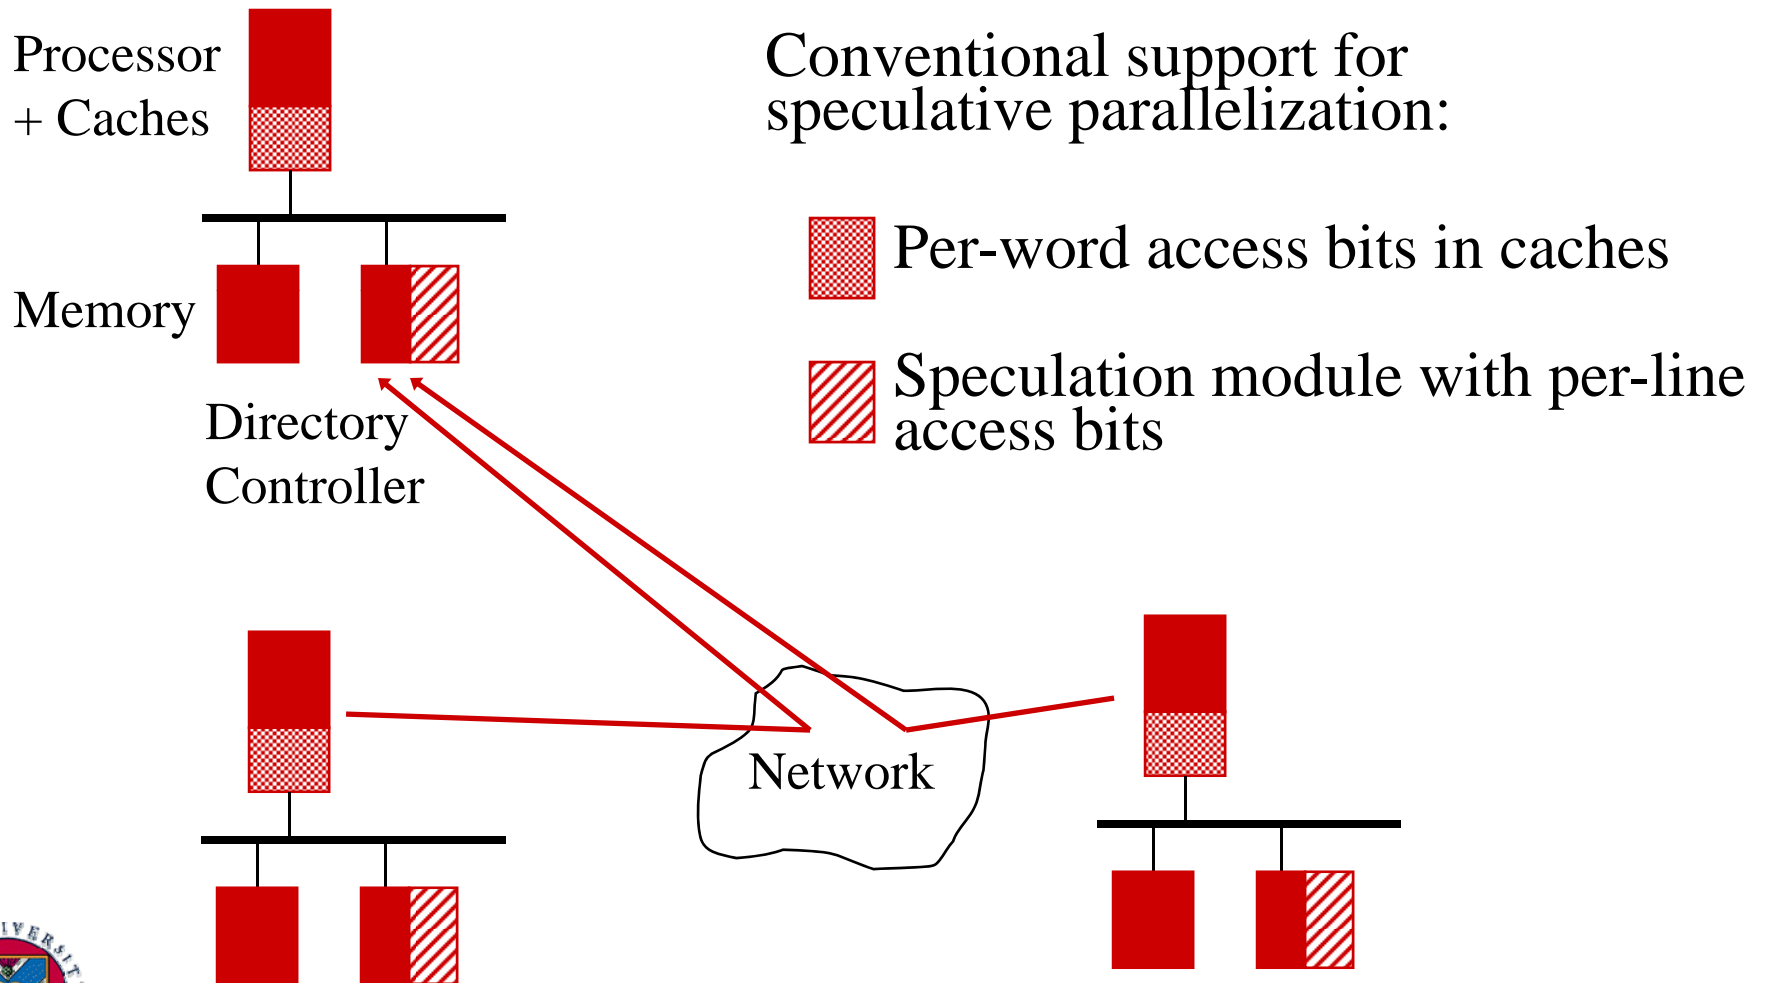 Processor
+ Caches
Memory
Directory
Controller
Conventional support for
speculative parallelization:
Per-word access bits in caches
Speculation module with per-line
access bits
Network